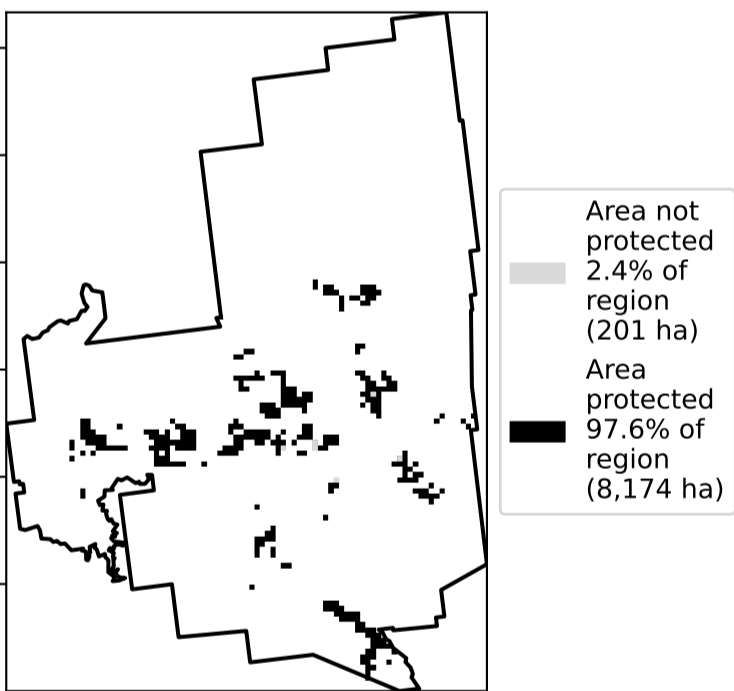 Area not
protected
2.4% of
region
(201 ha)
Area
protected
97.6% of
region
(8,174 ha)